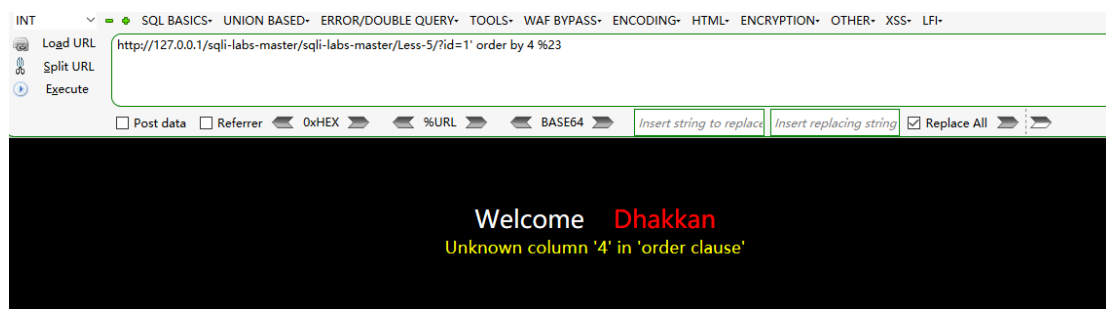 INT SQL BASICS UNION BASED ERROR/DOUBLE QUERY TOOLS WAF BYPASS ENCODING HTML ENCRYPTION OTHER XSS LFI
Load URL http://127.0.0.1/sqli-labs-master/sqli-labs-master/Less-5/?id=1' order by 4 %23
Split URL
Execute
Post data Referrer 0xHEX %URL BASE64 Insert string to replace Insert replacing string Replace All
Welcome Dhakkan
Unknown column '4' in 'order clause'